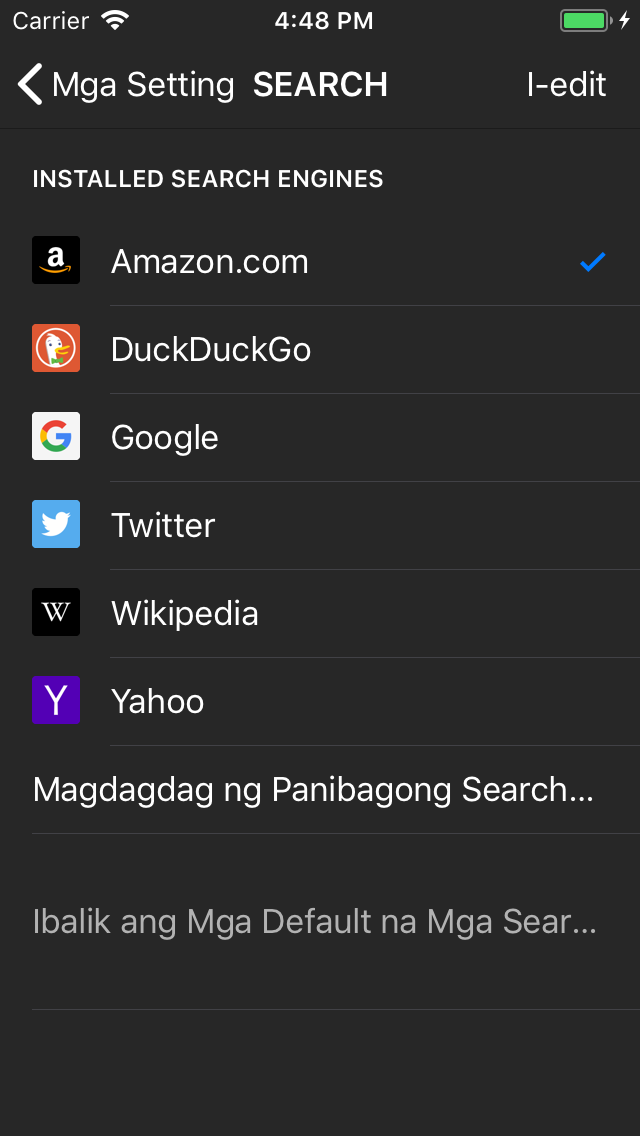 Carrier 4:48 PM
Mga Setting SEARCH I-edit
INSTALLED SEARCH ENGINES
a Amazon.com
DuckDuckGo
G Google
Twitter
W Wikipedia
Y Yahoo
Magdagdag ng Panibagong Search...
Ibalik ang Mga Default na Mga Sear...